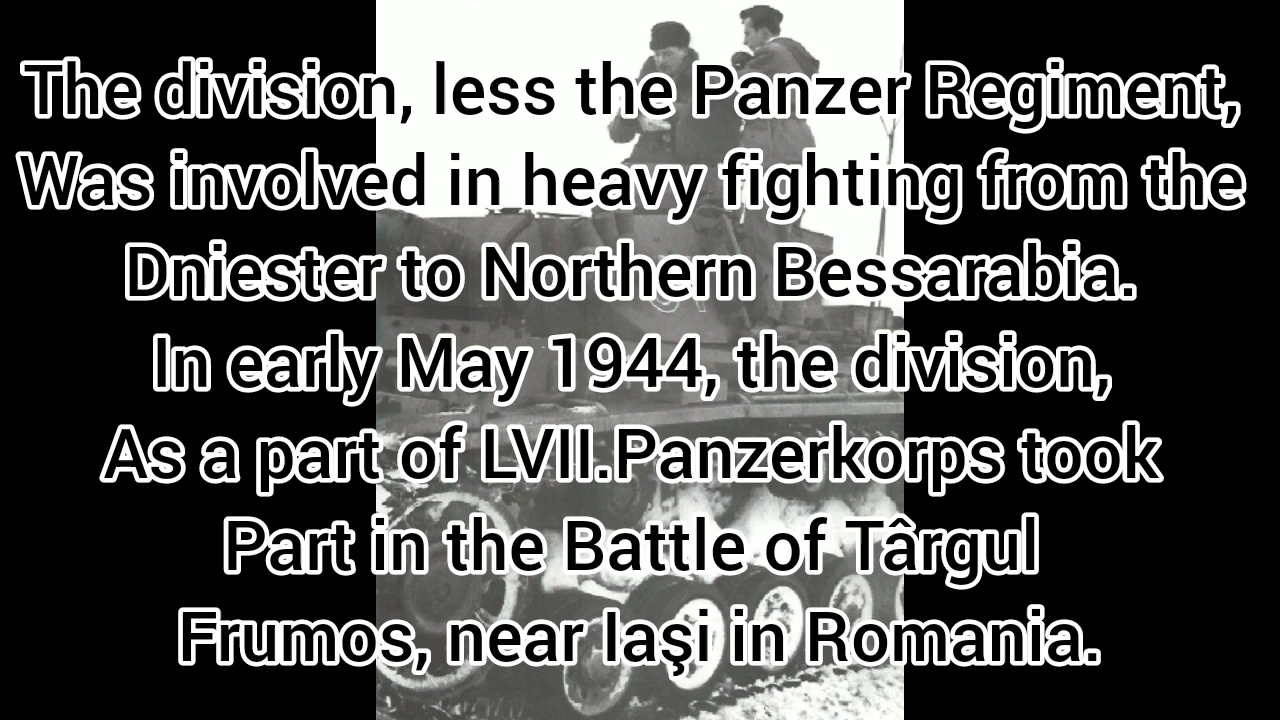 The division, less the Panzer Regiment,
Was involved in heavy fighting from the
Dniester to Northern Bessarabia.
In early May 1944, the division,
As a part of LVII.Panzerkorps took
Part in the Battle of Târgul
Frumos, near Iaşi in Romania.